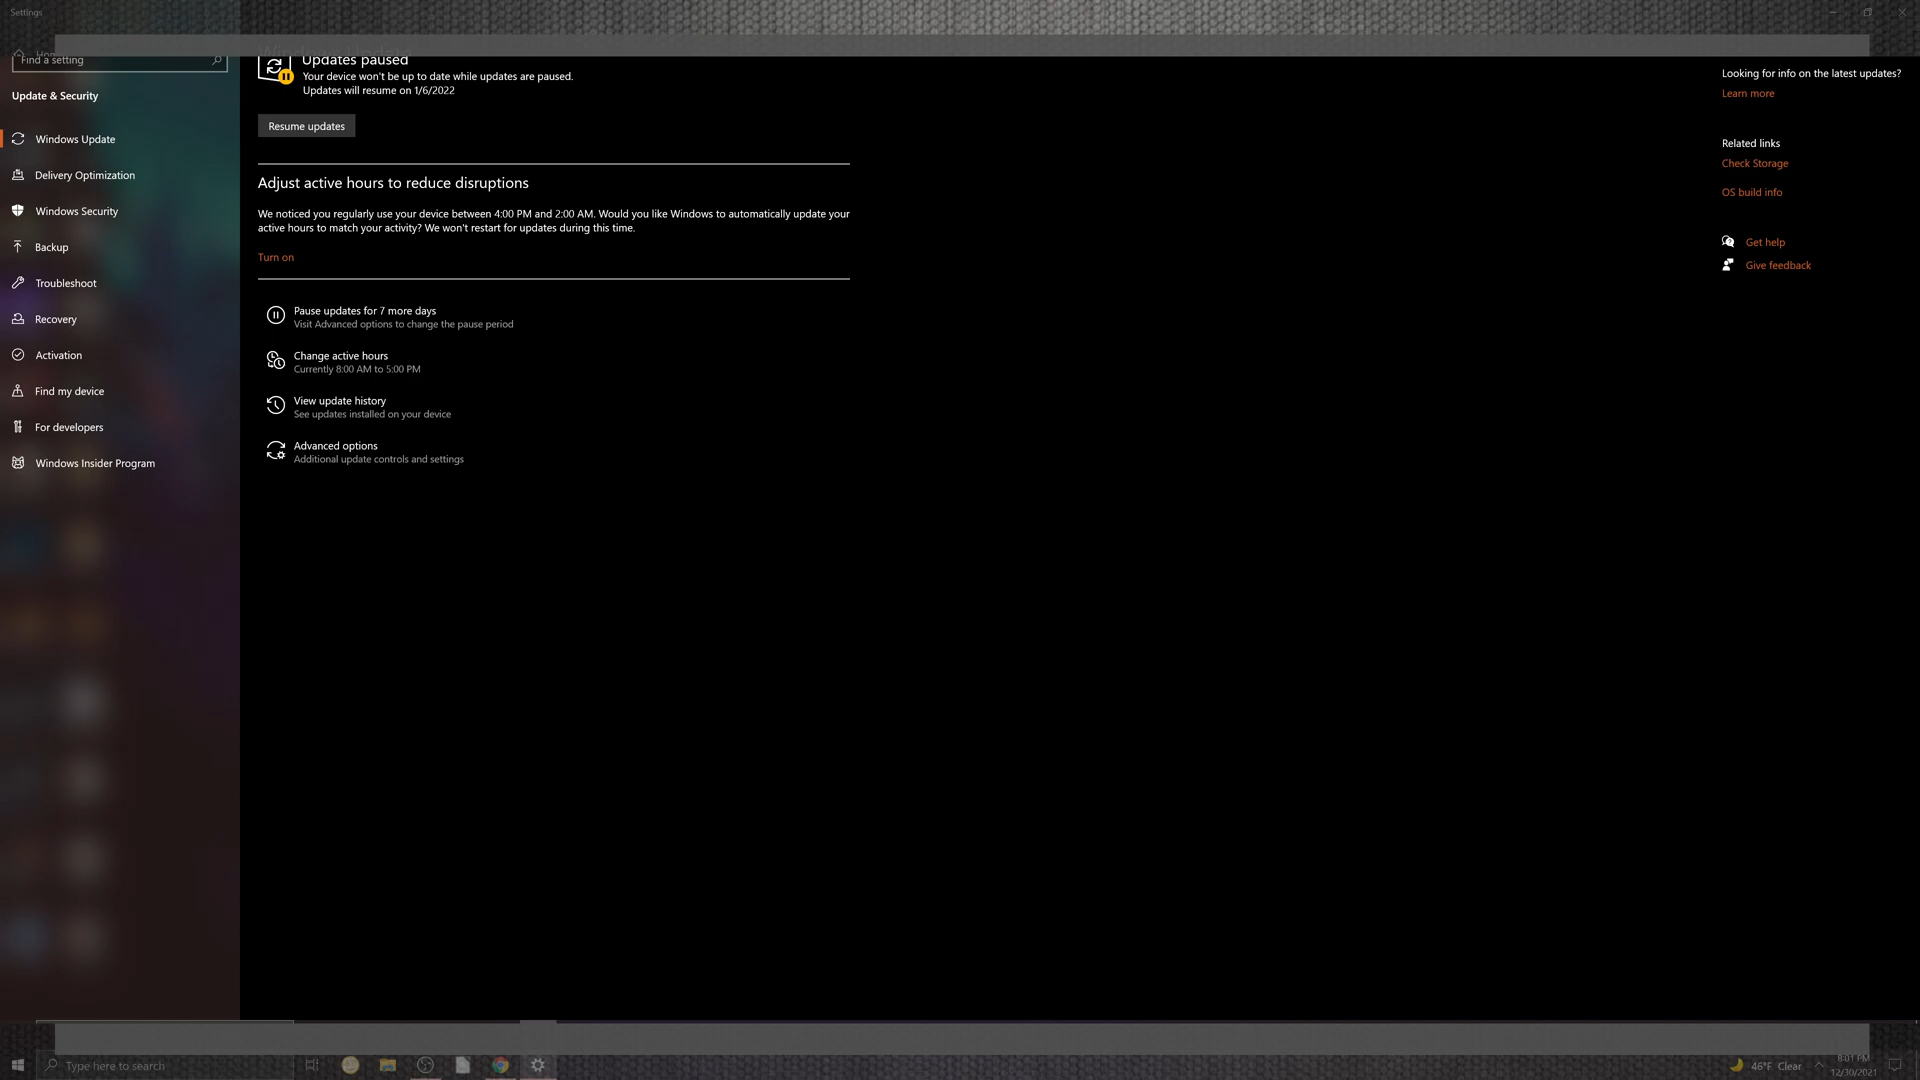 Settings
Home
Find a setting
Update & Security
Windows Update
Delivery Optimization
Windows Security
Backup
Troubleshoot
Recovery
Activation
Find my device
For developers
Windows Insider Program
Windows Update
Updates paused
Your device won't be up to date while updates are paused.
Updates will resume on 1/6/2022
Resume updates
Adjust active hours to reduce disruptions
We noticed you regularly use your device between 4:00 PM and 2:00 AM. Would you like Windows to automatically update your
active hours to match your activity? We won't restart for updates during this time.
Turn on
Pause updates for 7 more days
Visit Advanced options to change the pause period
Change active hours
Currently 8:00 AM to 5:00 PM
View update history
See updates installed on your device
Advanced options
Additional update controls and settings
Looking for info on the latest updates?
Learn more
Related links
Check Storage
OS build info
Get help
Give feedback
Type here to search
46°F Clear
8:01 PM
12/30/2021